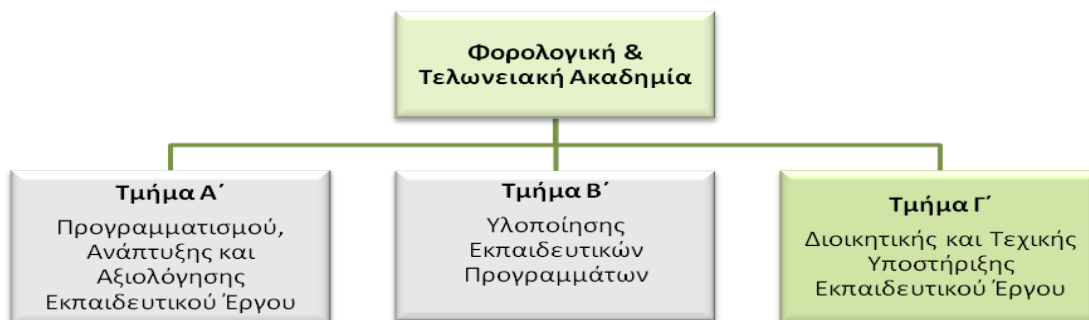 Φορολογική &
Τελωνειακή Ακαδημία
Τμήμα Α΄
Προγραμματισμού,
Ανάπτυξης και
Αξιολόγησης
Εκπαιδευτικού Έργου
Τμήμα Β΄
Υλοποίησης
Εκπαιδευτικών
Προγραμμάτων
Τμήμα Γ΄
Διοικητικής και Τεχικής
Υποστήριξης
Εκπαιδευτικού Έργου